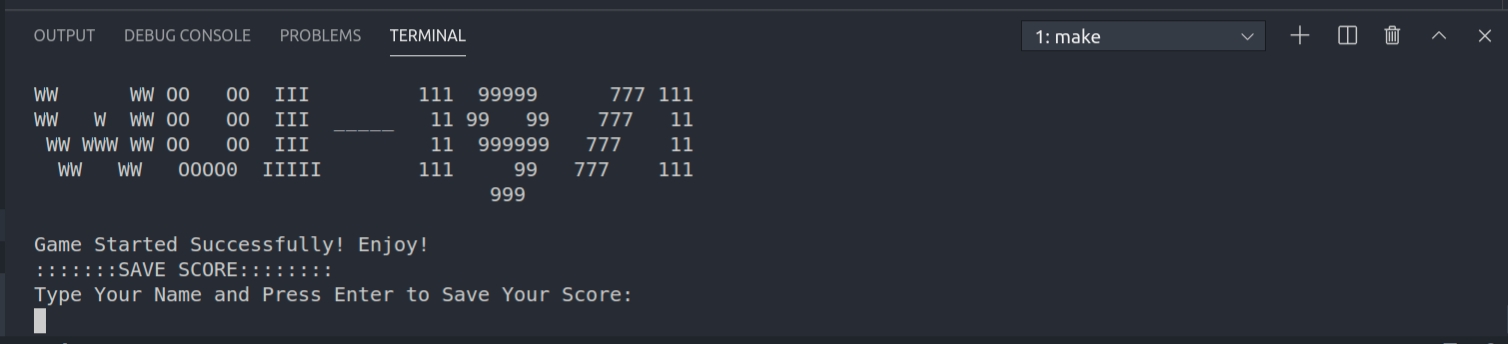 OUTPUT DEBUG CONSOLE PROBLEMS TERMINAL 1: make
WW      WW OO   OO  III         111  99999      777 111
WW   W  WW OO   OO  III  _____   11 99   99    777   11
 WW WWW WW OO   OO  III          11  999999   777    11
  WW   WW   OOOO0  IIIII        111     99   777    111
                                      999
Game Started Successfully! Enjoy!
:::::::SAVE SCORE::::::::
Type Your Name and Press Enter to Save Your Score: